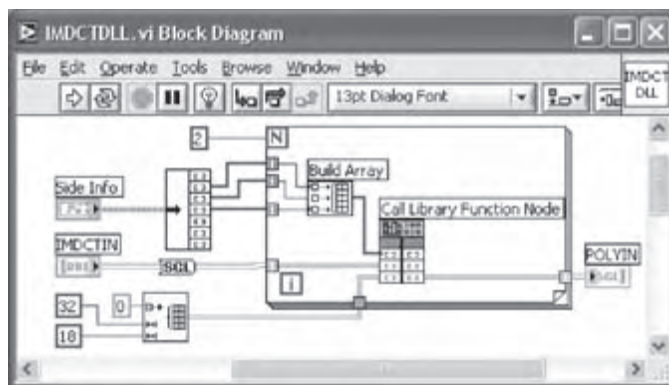 IMDCTDLL.vi Block Diagram
File Edit Operate Tools Browse Window Help
13pt Dialog Font
IMDCT
DLL
2
N
Build Array
Side Info
Call Library Function Node
IMDCTIN
SGL
POLYIN
i
32
0
18